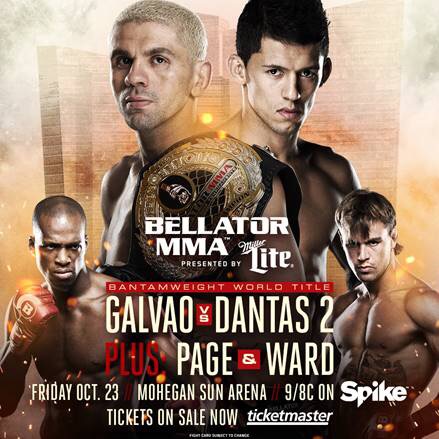 BELLATOR
MMA™ Miller Lite
PRESENTED BY
BANTAMWEIGHT WORLD TITLE
GALVAO VS DANTAS 2
PLUS: PAGE & WARD
FRIDAY OCT. 23 // MOHEGAN SUN ARENA // 9/8C ON Spike
TICKETS ON SALE NOW ticketmaster
FIGHT CARD SUBJECT TO CHANGE